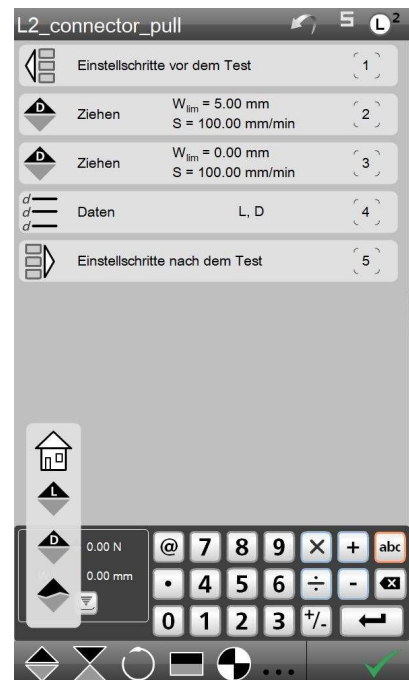 L2_connector_pull
S L2
Einstellschritte vor dem Test 1
D Ziehen Wlim = 5.00 mm 2
S = 100.00 mm/min
D Ziehen Wlim = 0.00 mm 3
S = 100.00 mm/min
d
d Daten L, D 4
d
Einstellschritte nach dem Test 5
L
D
0.00 N
0.00 mm
@ 7 8 9 × + abc
• 4 5 6 ÷ -
0 1 2 3 +/-
...